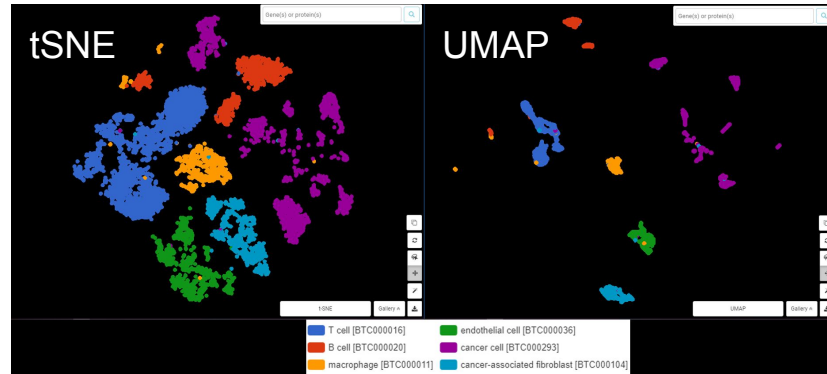 tSNE
Gene(s) or protein(s)
UMAP
Gene(s) or protein(s)
t-SNE
Gallery
UMAP
Gallery
T cell [BTC000016]
endothelial cell [BTC000036]
B cell [BTC000020]
cancer cell [BTC000293]
macrophage [BTC000011]
cancer-associated fibroblast [BTC000104]